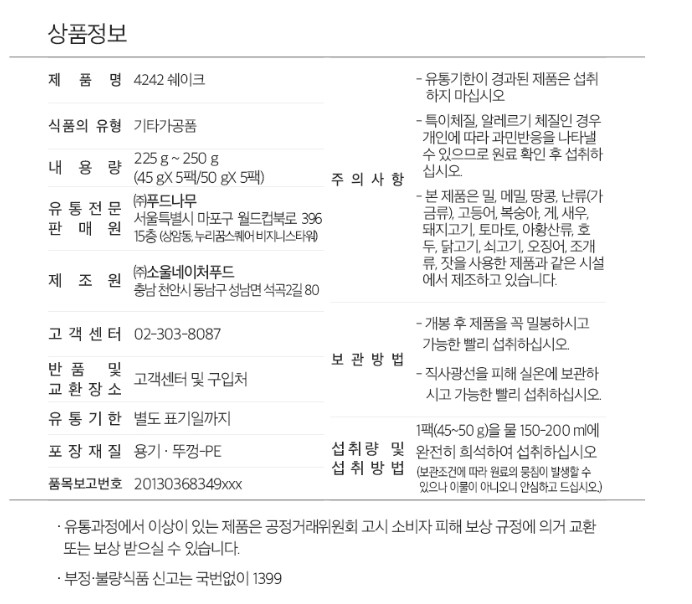 상품정보
제 품 명 4242 쉐이크
식품의 유형 기타가공품
내 용 량 225 g ~ 250 g
(45 gX 5팩/50 gX 5팩)
유통전문
판 매 원
㈜푸드나무
서울특별시 마포구 월드컵북로 396
15층 (상암동, 누리꿈스퀘어 비지니스타워)
제 조 원 ㈜소울네이처푸드
충남 천안시 동남구 성남면 석곡2길 80
고객센터 02-303-8087
반 품 및
교환장소
고객센터 및 구입처
유통기한 별도 표기일까지
포장재질 용기 · 뚜껑-PE
품목보고번호 20130368349xxx
주의사항
- 유통기한이 경과된 제품은 섭취
하지 마십시오
- 특이체질, 알레르기 체질인 경우
개인에 따라 과민반응을 나타낼
수 있으므로 원료 확인 후 섭취하
십시오.
- 본 제품은 밀, 메밀, 땅콩, 난류(가
금류), 고등어, 복숭아, 게, 새우,
돼지고기, 토마토, 아황산류, 호
두, 닭고기, 쇠고기, 오징어, 조개
류, 잣을 사용한 제품과 같은 시설
에서 제조하고 있습니다.
보관방법
- 개봉 후 제품을 꼭 밀봉하시고
가능한 빨리 섭취하십시오.
- 직사광선을 피해 실온에 보관하
시고 가능한 빨리 섭취하십시오.
섭취량 및
섭취방법
1팩(45~50 g)을 물 150-200 ml에
완전히 희석하여 섭취하십시오
(보관조건에 따라 원료의 뭉침이 발생할 수
있으나 이물이 아니오니 안심하고 드십시오.)
· 유통과정에서 이상이 있는 제품은 공정거래위원회 고시 소비자 피해 보상 규정에 의거 교환
또는 보상 받으실 수 있습니다.
· 부정·불량식품 신고는 국번없이 1399